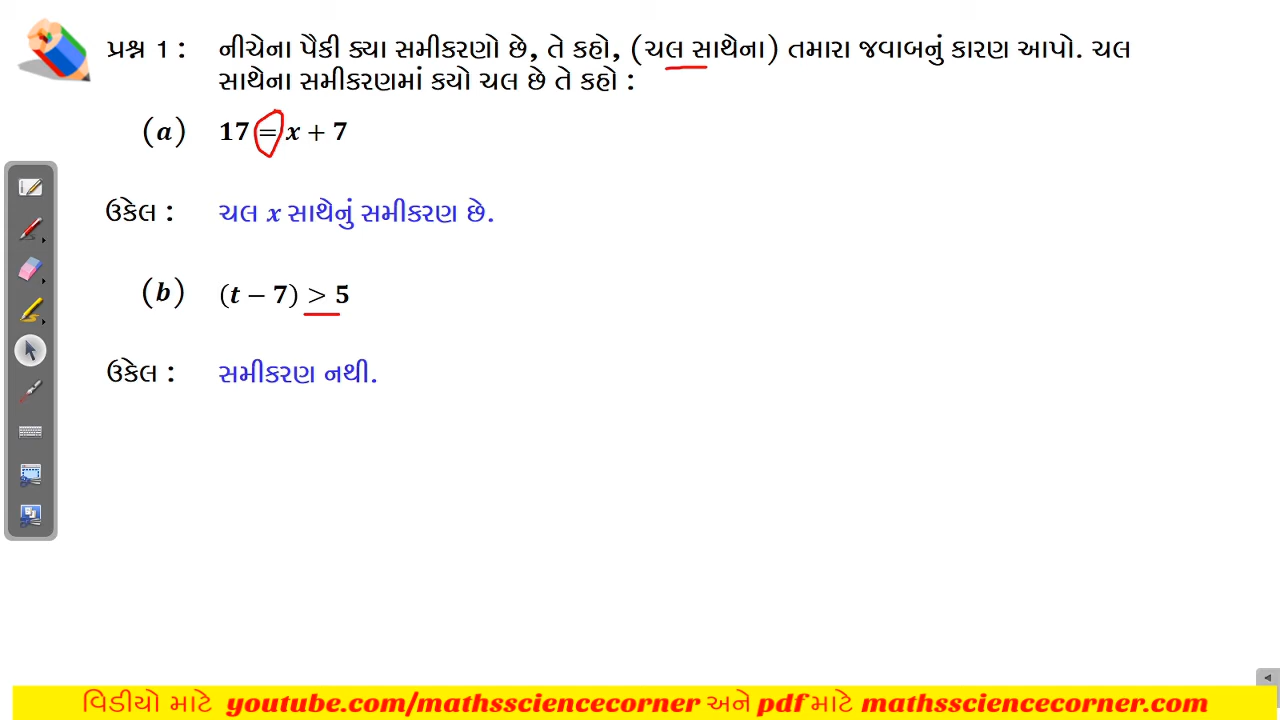 પ્રશ્ન 1 : નીચેના પૈકી ક્યા સમીકરણો છે, તે કહો, (ચલ સાથેના) તમારા જવાબનું કારણ આપો. ચલ
સાથેના સમીકરણમાં કયો ચલ છે તે કહો :
(a) 17 = x + 7
ઉકેલ : ચલ x સાથેનું સમીકરણ છે.
(b) (t − 7) > 5
ઉકેલ : સમીકરણ નથી.
વિડીયો માટે youtube.com/mathssciencecorner અને pdf માટે mathssciencecorner.com